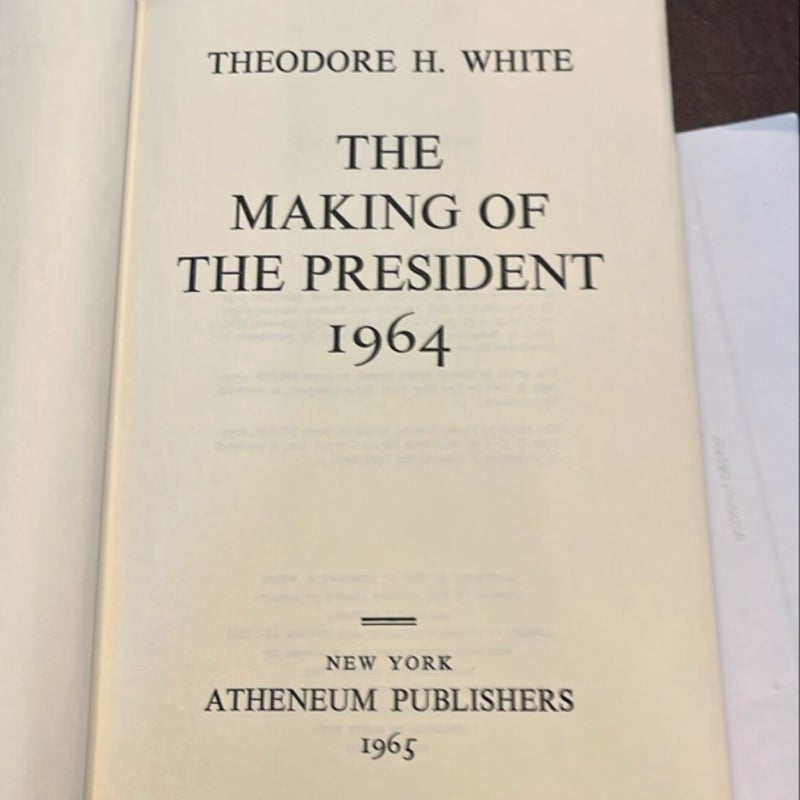 THEODORE H. WHITE
THE
MAKING OF
THE PRESIDENT
1964
NEW YORK
ATHENEUM PUBLISHERS
1965